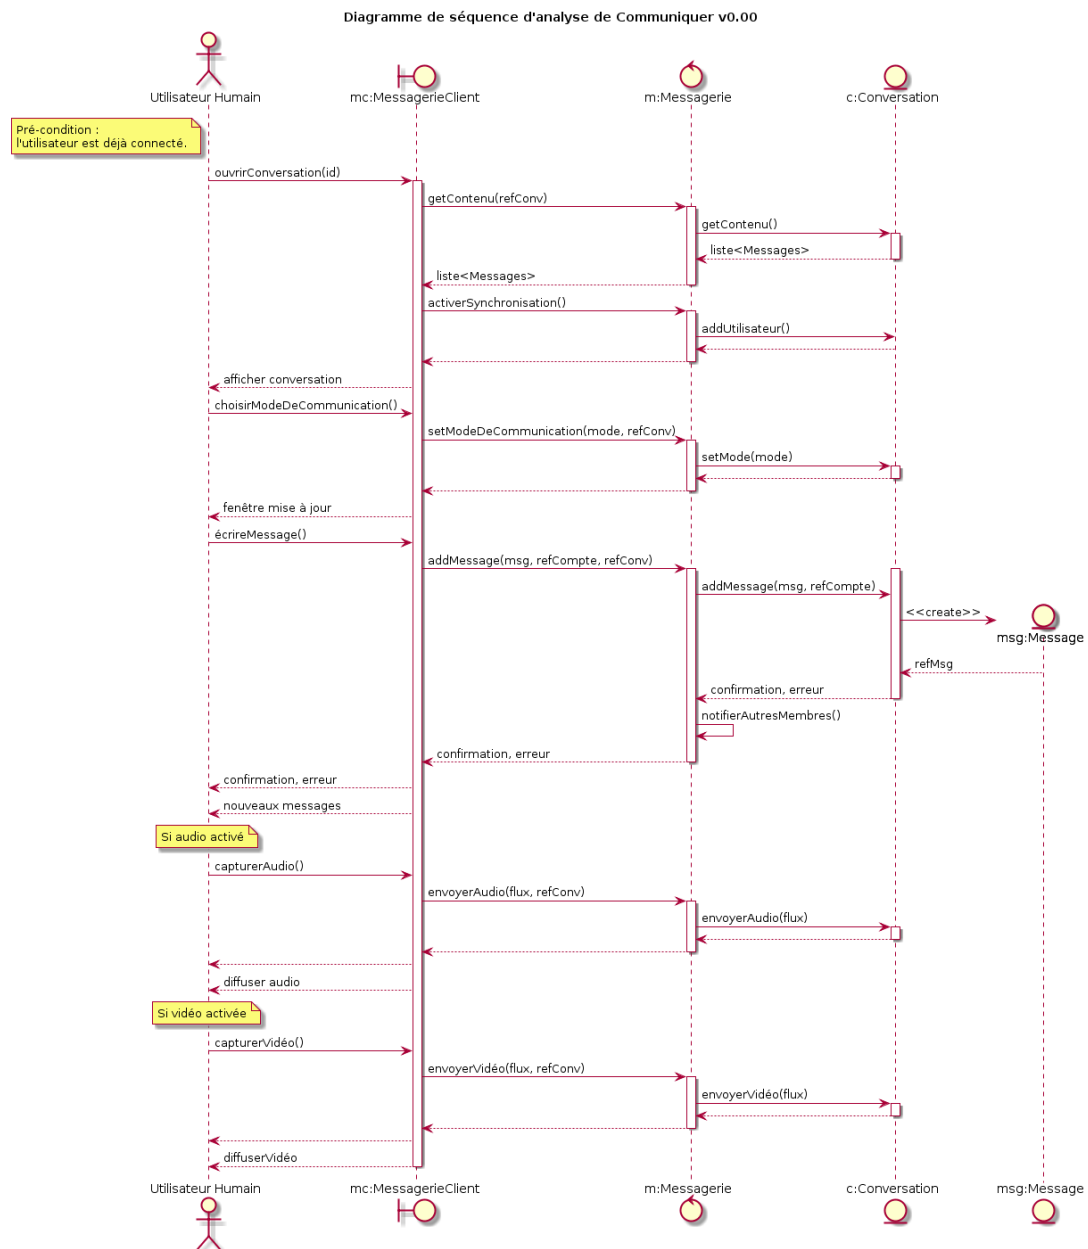 Diagramme de séquence d'analyse de Communiquer v0.00
Utilisateur Humain
mc:MessagerieClient
m:Messagerie
c:Conversation
Pré-condition :
l'utilisateur est déjà connecté.
ouvrirConversation(id)
getContenu(refConv)
getContenu()
liste<Messages>
liste<Messages>
activerSynchronisation()
addUtilisateur()
afficher conversation
choisirModeDeCommunication()
setModeDeCommunication(mode, refConv)
setMode(mode)
fenêtre mise à jour
écrireMessage()
addMessage(msg, refCompte, refConv)
addMessage(msg, refCompte)
<<create>>
msg:Message
refMsg
confirmation, erreur
notifierAutresMembres()
confirmation, erreur
confirmation, erreur
nouveaux messages
Si audio activé
capturerAudio()
envoyerAudio(flux, refConv)
envoyerAudio(flux)
diffuser audio
Si vidéo activée
capturerVidéo()
envoyerVidéo(flux, refConv)
envoyerVidéo(flux)
diffuserVidéo
Utilisateur Humain
mc:MessagerieClient
m:Messagerie
c:Conversation
msg:Message